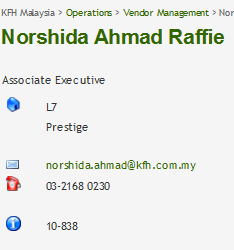 KFH Malaysia > Operations > Vendor Management > Nor
Norshida Ahmad Raffie
Associate Executive
L7
Prestige
norshida.ahmad@kfh.com.my
03-2168 0230
10-838